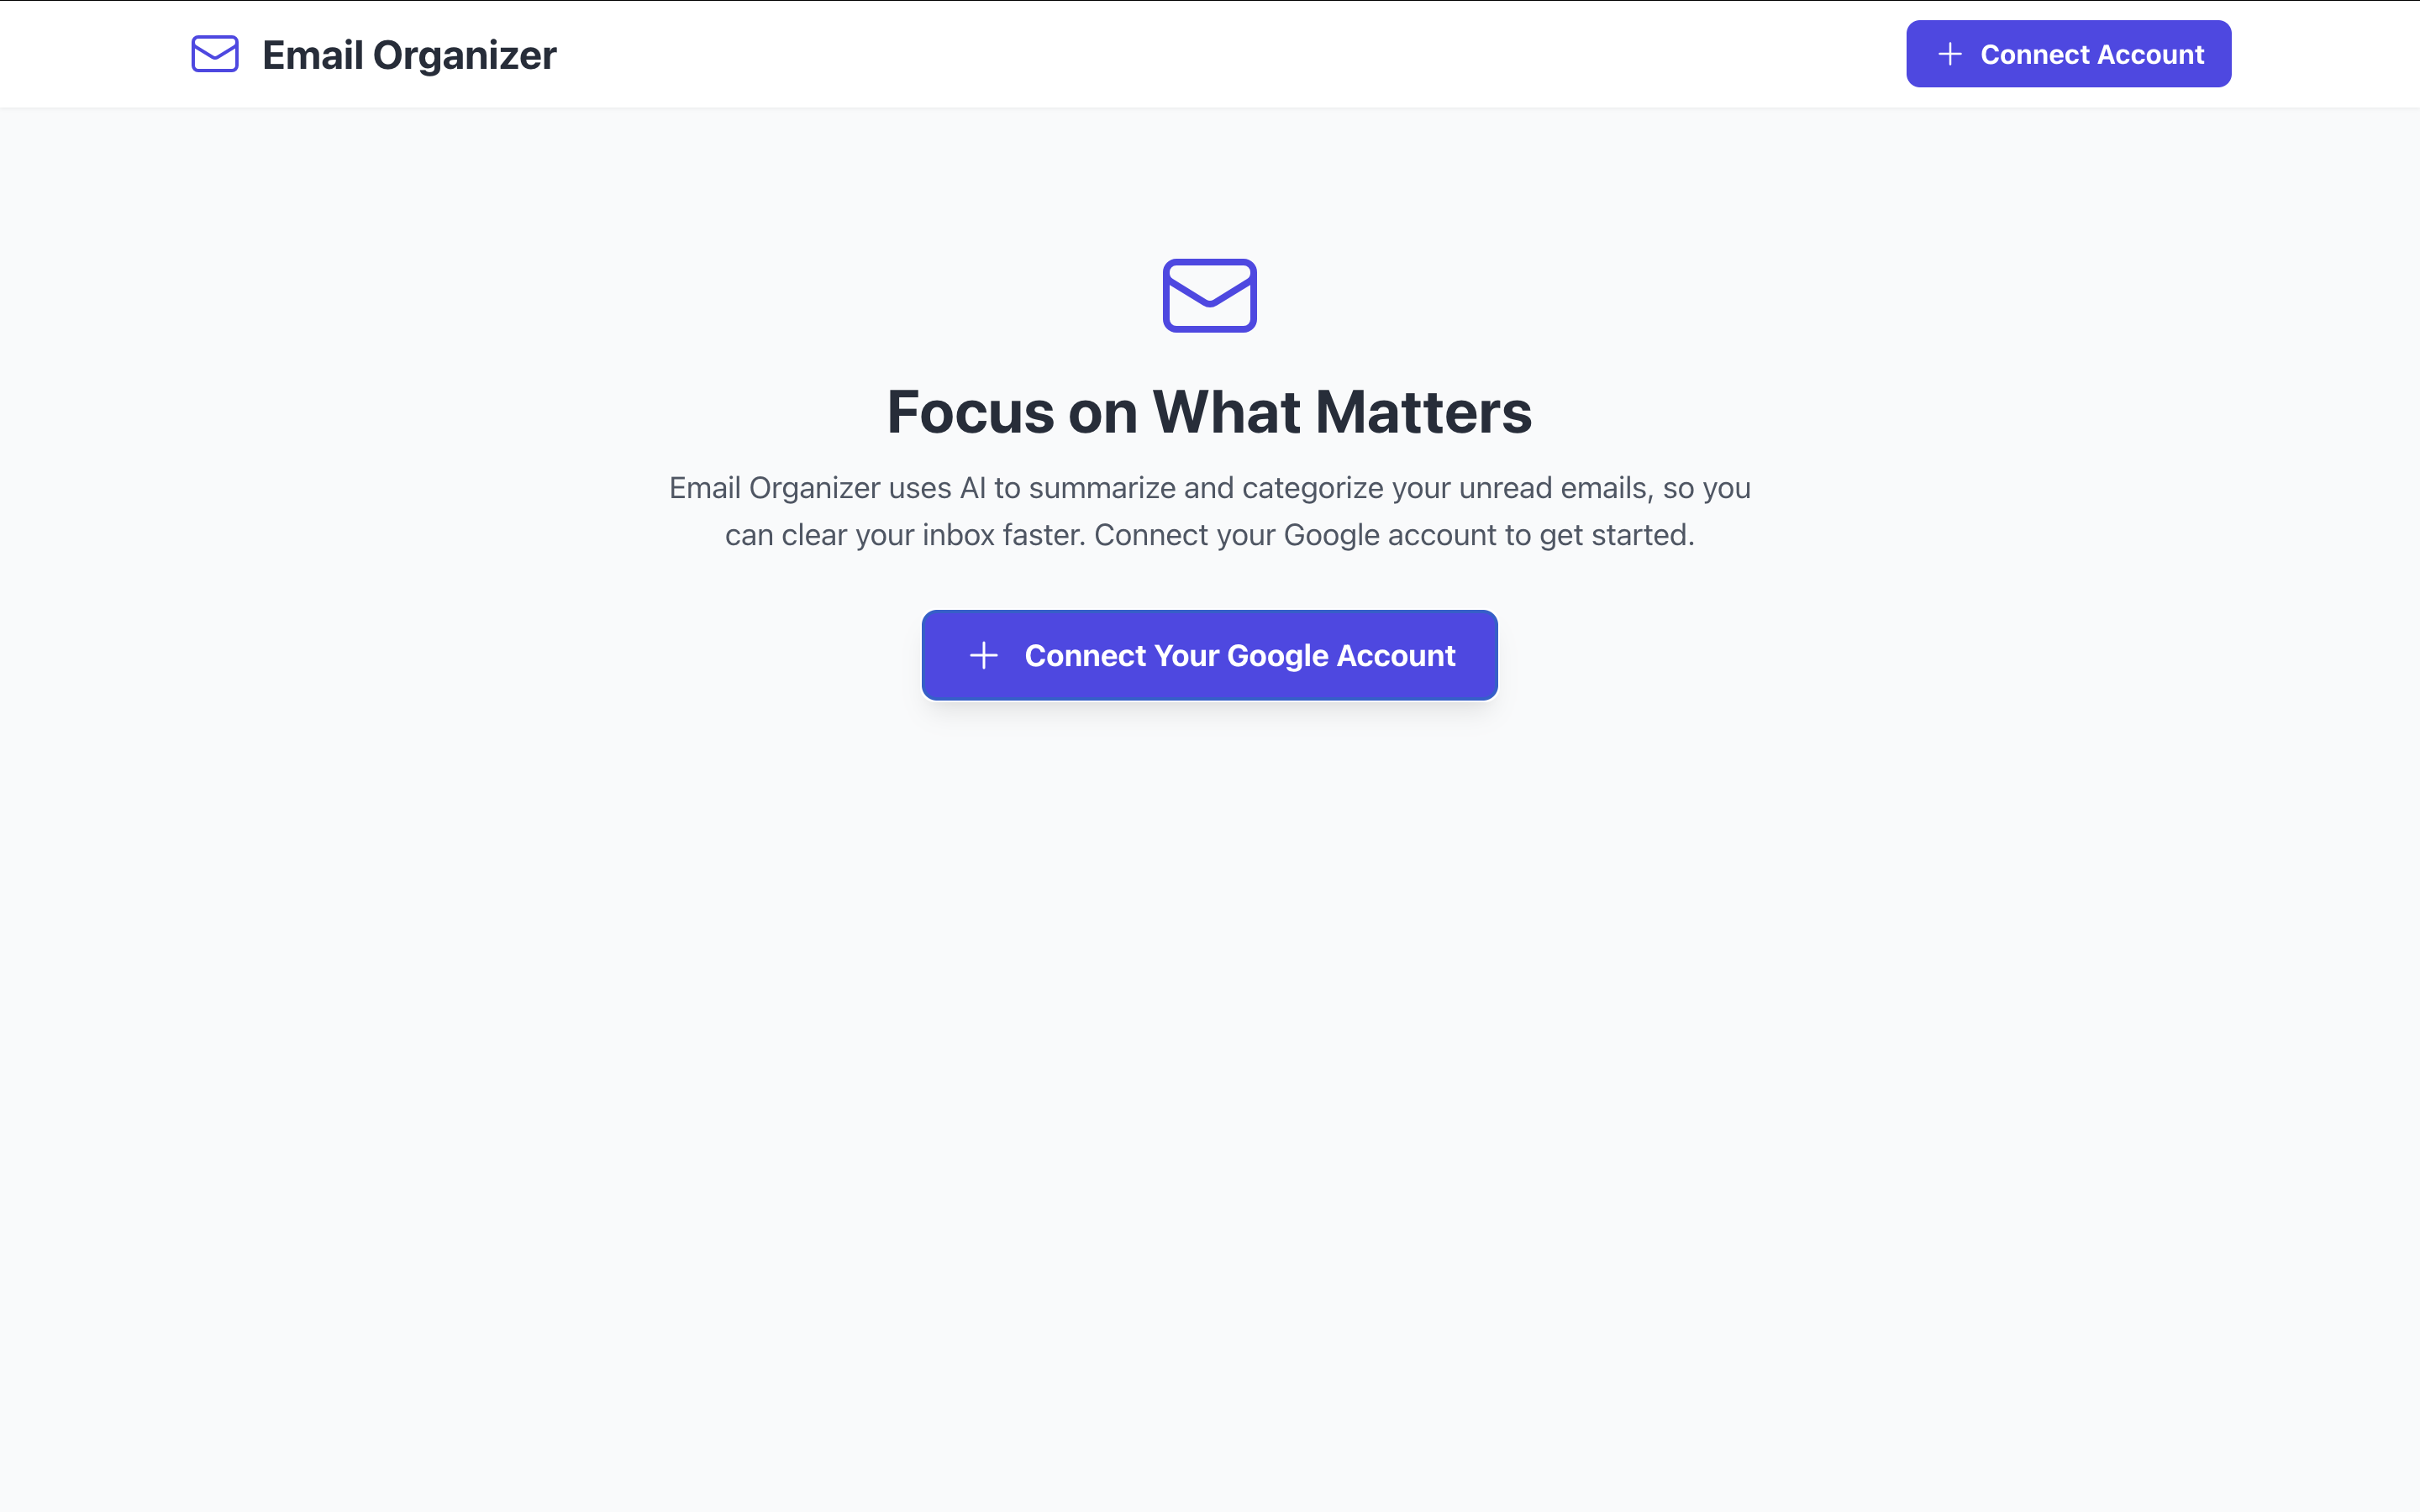 Email Organizer
Connect Account
Focus on What Matters
Email Organizer uses AI to summarize and categorize your unread emails, so you
can clear your inbox faster. Connect your Google account to get started.
Connect Your Google Account